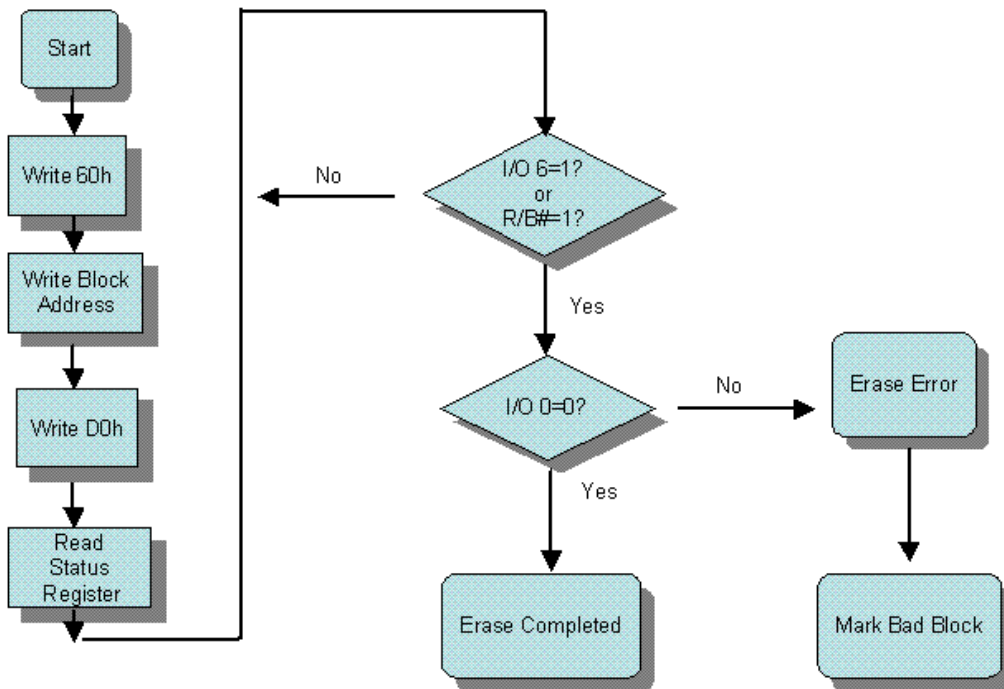 Start
Write 60h
Write Block
Address
Write D0h
Read
Status
Register
I/O 6=1?
or
R/B#=1?
No
Yes
I/O 0=0?
No
Yes
Erase Error
Erase Completed
Mark Bad Block